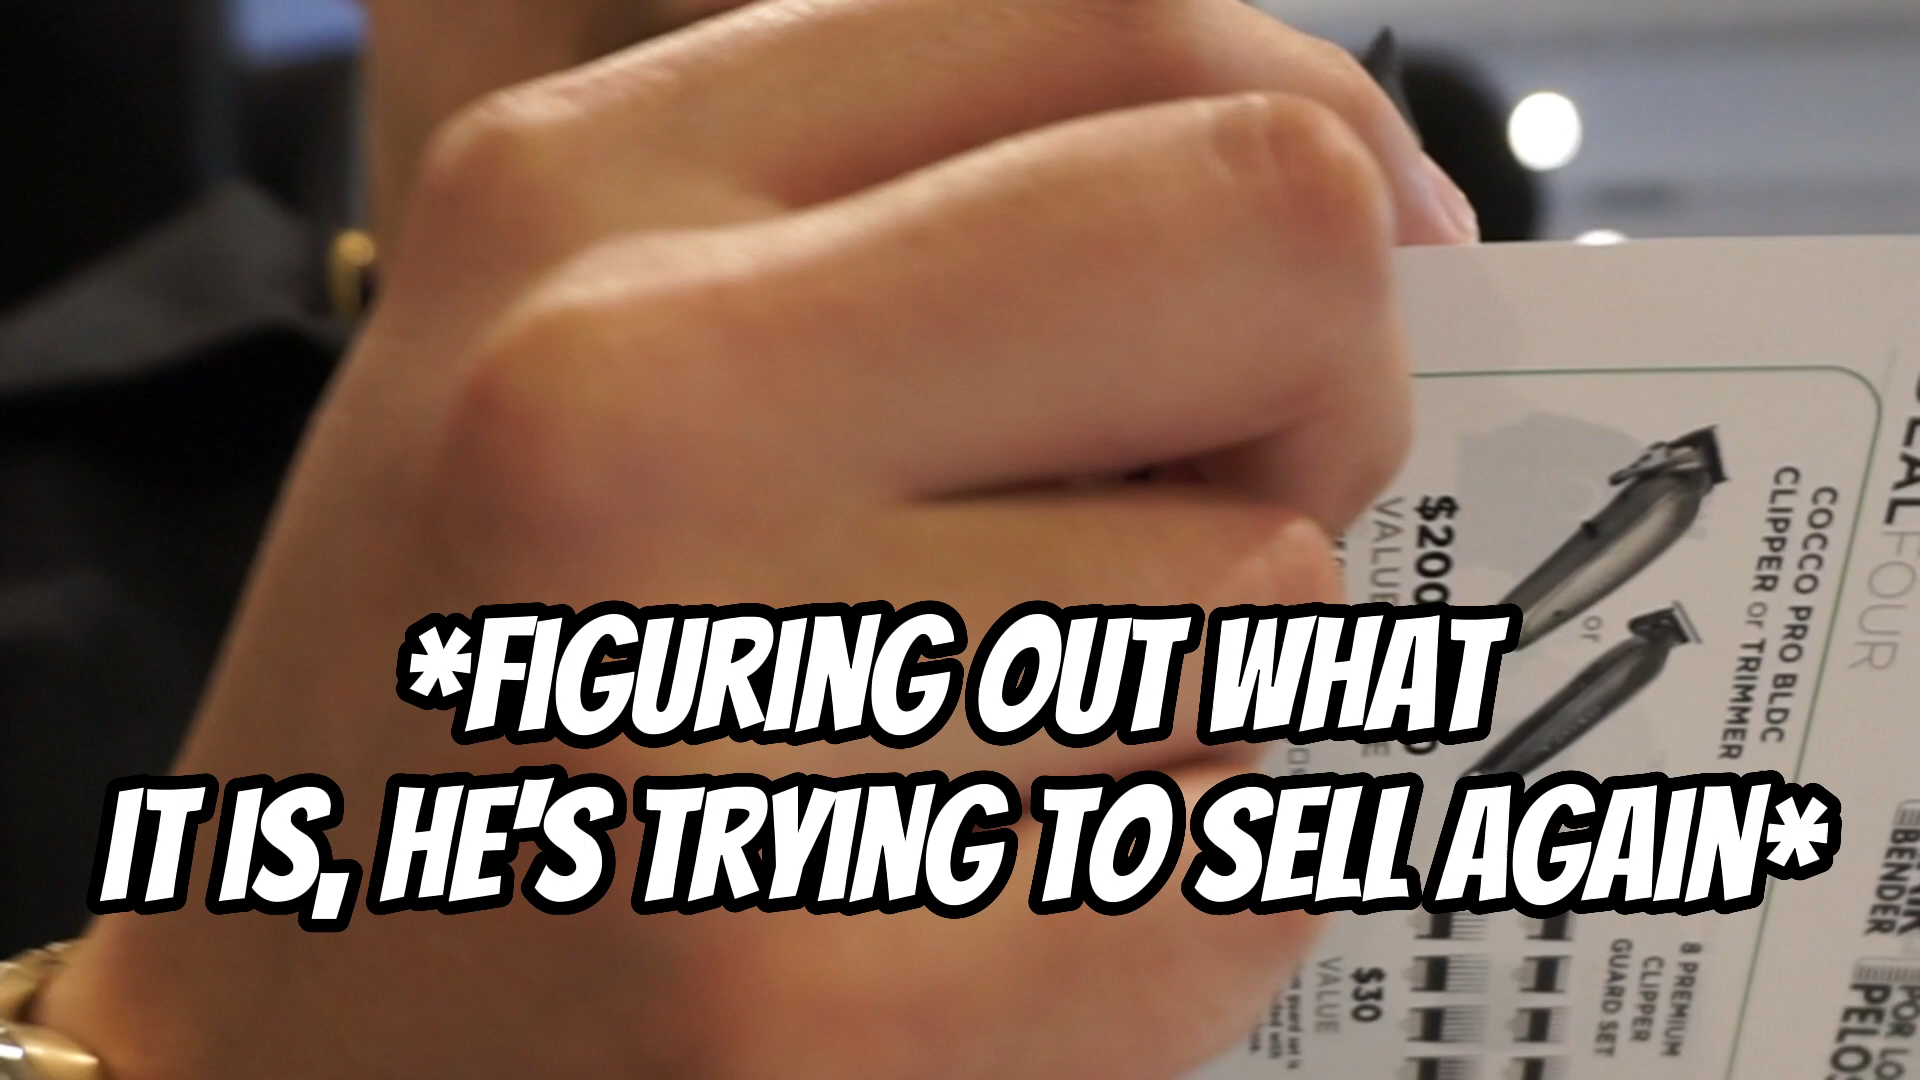 *FIGURING OUT WHAT
IT IS, HE'S TRYING TO SELL AGAIN*
FOUR
COCCO PRO BLDC
CLIPPER or TRIMMER
or
$200
VALUE
8 PREMIUM
CLIPPER
GUARD SET
$30
VALUE
BENDER